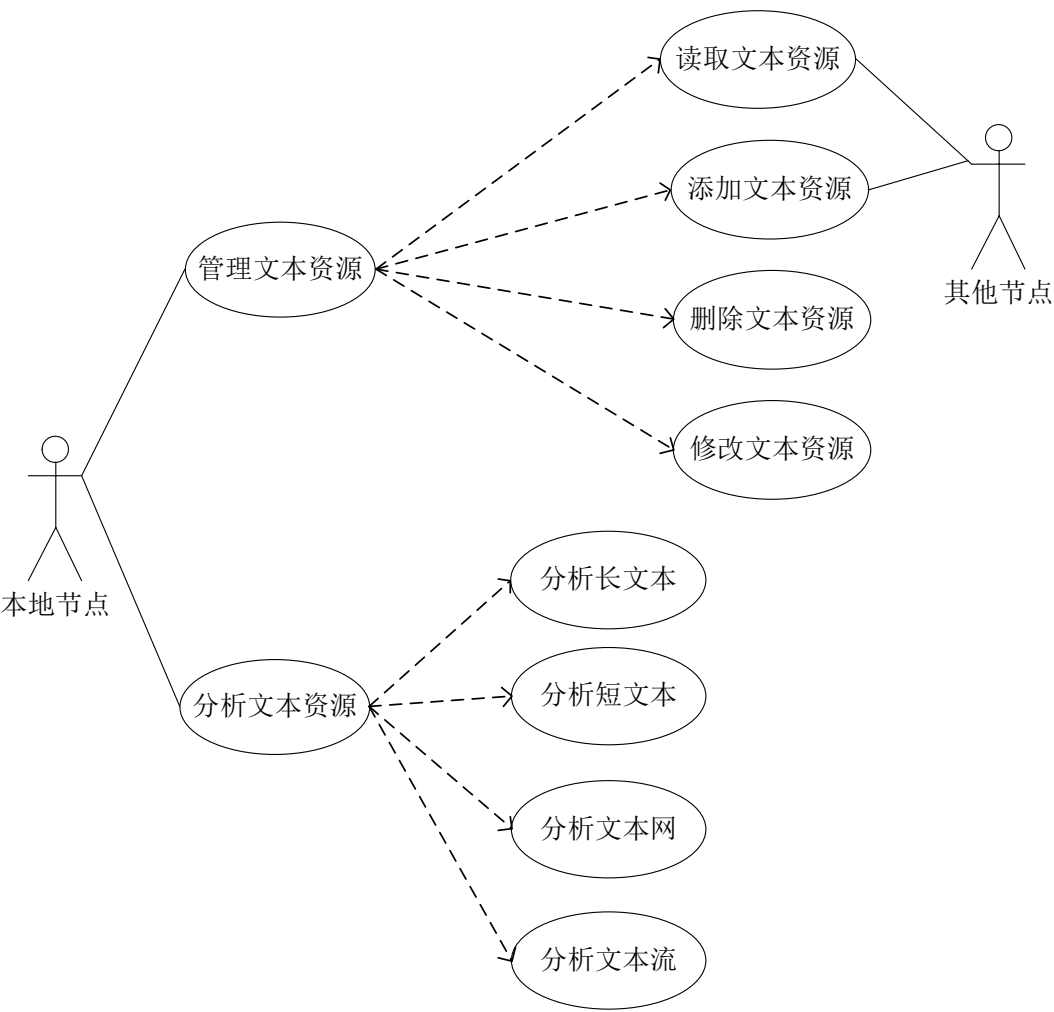 读取文本资源
添加文本资源
管理文本资源
其他节点
删除文本资源
修改文本资源
分析长文本
本地节点
分析短文本
分析文本资源
分析文本网
分析文本流